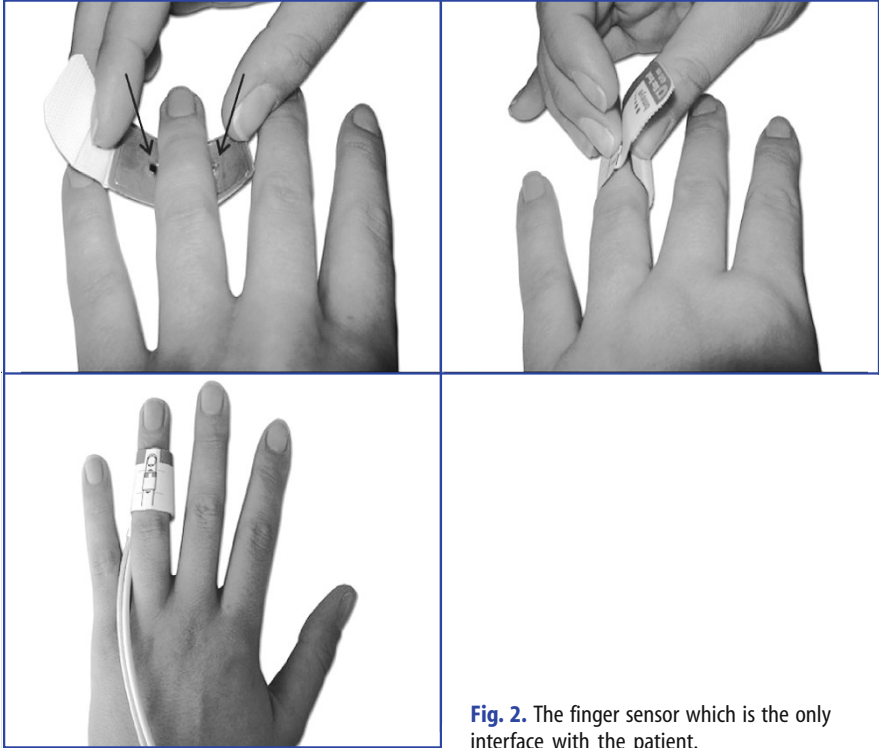 Fig. 2. The finger sensor which is the only
interface with the patient.